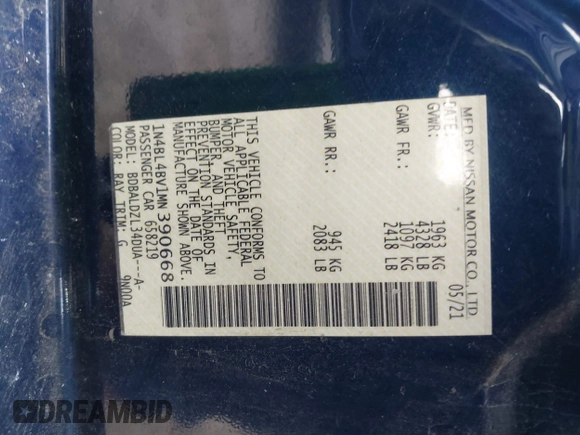 MFD BY NISSAN MOTOR CO., LTD.
DATE: 05/21
GVWR: 1963 KG
4328 LB
GAWR FR: 1097 KG
2418 LB
GAWR RR: 945 KG
2083 LB
THIS VEHICLE CONFORMS TO
ALL APPLICABLE FEDERAL
MOTOR VEHICLE SAFETY,
BUMPER, AND THEFT
PREVENTION STANDARDS IN
EFFECT ON THE DATE OF
MANUFACTURE SHOWN ABOVE.
1N4BL4BV1MN390668
PASSENGER CAR 658219
MODEL: BDBALDZL34DUA---A-
COLOR: RAY TRIM: G 9N00A
DREAMBID